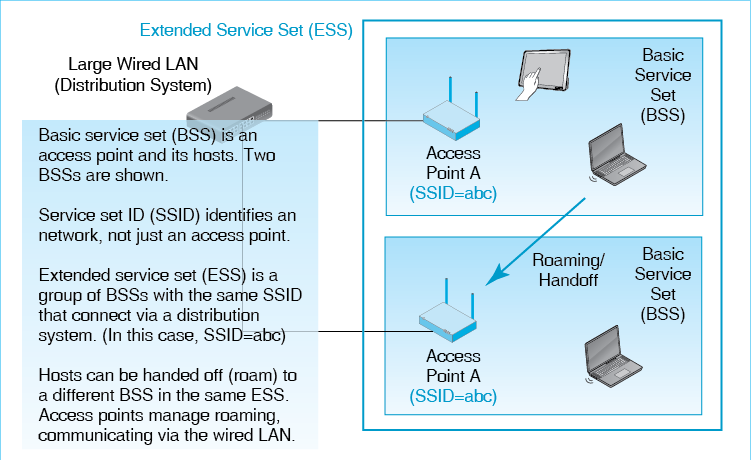 Extended Service Set (ESS)
Large Wired LAN
(Distribution System)
Basic service set (BSS) is an
access point and its hosts. Two
BSSs are shown.
Service set ID (SSID) identifies an
network, not just an access point.
Extended service set (ESS) is a
group of BSSs with the same SSID
that connect via a distribution
system. (In this case, SSID=abc)
Hosts can be handed off (roam) to
a different BSS in the same ESS.
Access points manage roaming,
communicating via the wired LAN.
Basic
Service
Set
(BSS)
Access
Point A
(SSID=abc)
Roaming/
Handoff
Basic
Service
Set
(BSS)
Access
Point A
(SSID=abc)